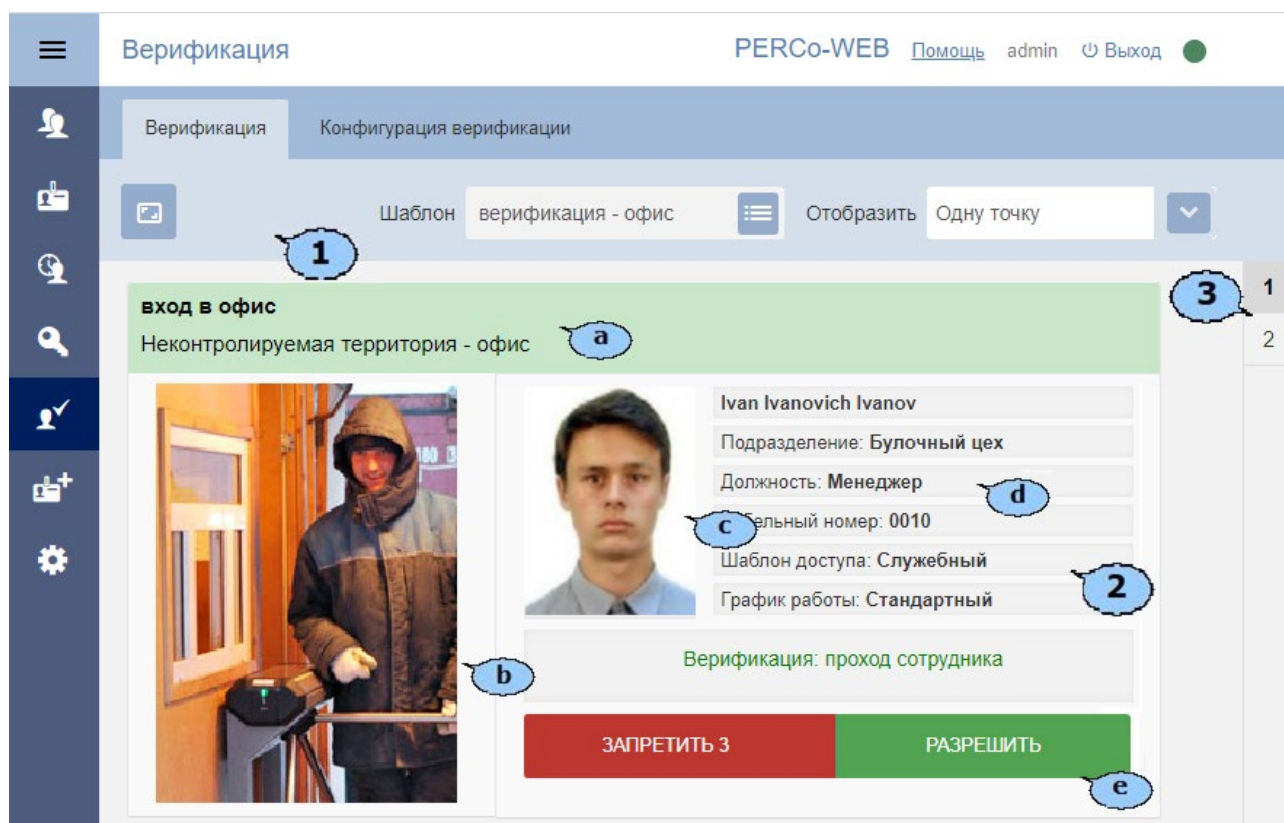 Верификация
PERCo-WEB Помощь admin Выход
Верификация Конфигурация верификации
Шаблон верификация - офис Отобразить Одну точку
1
3
1
2
вход в офис
Неконтролируемая территория - офис
a
Ivan Ivanovich Ivanov
Подразделение: Булочный цех
Должность: Менеджер
d
c
номер: 0010
Шаблон доступа: Служебный
2
График работы: Стандартный
Верификация: проход сотрудника
b
ЗАПРЕТИТЬ 3 РАЗРЕШИТЬ
e